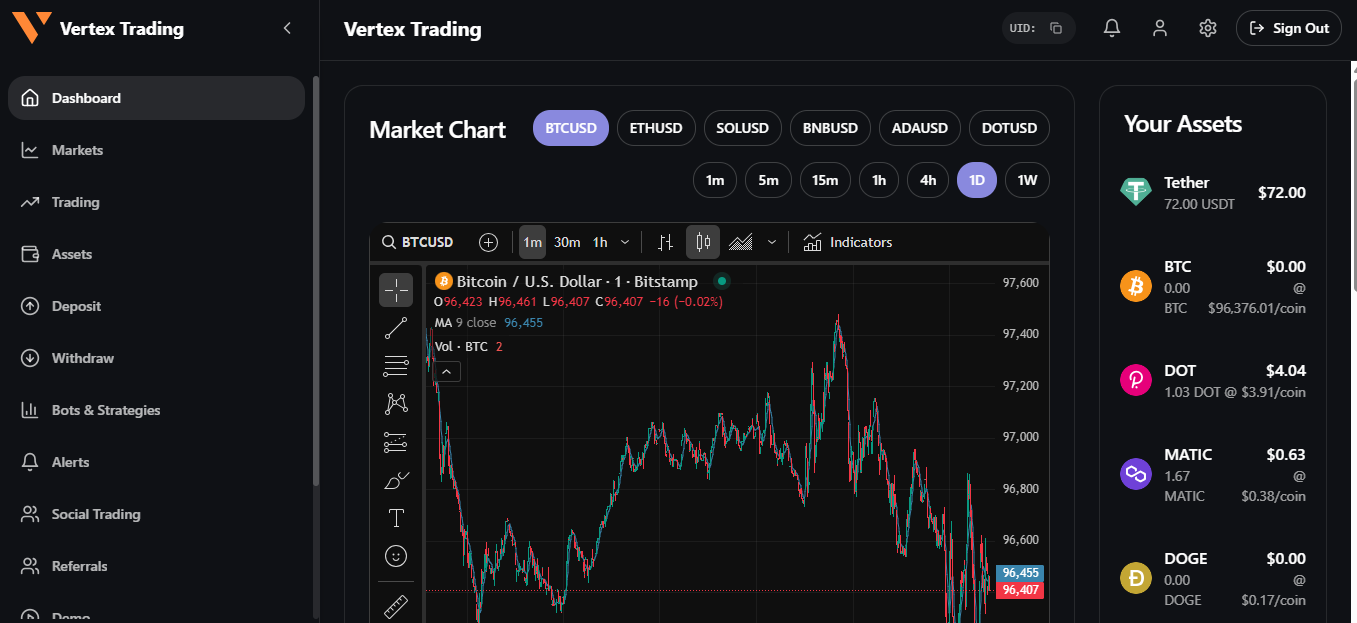 Vertex Trading
Dashboard
Markets
Trading
Assets
Deposit
Withdraw
Bots & Strategies
Alerts
Social Trading
Referrals
Demo
Vertex Trading
UID:
Sign Out
Market Chart
BTCUSD ETHUSD SOLUSD BNBUSD ADAUSD DOTUSD
1m 5m 15m 1h 4h 1D 1W
BTCUSD 1m 30m 1h Indicators
Bitcoin / U.S. Dollar · 1 · Bitstamp
O96,423 H96,461 L96,407 C96,407 −16 (−0.02%)
MA 9 close 96,455
Vol · BTC 2
97,600
97,400
97,200
97,000
96,800
96,600
96,455
96,407
Your Assets
Tether $72.00
72.00 USDT
BTC $0.00
0.00 @
BTC $96,376.01/coin
DOT $4.04
1.03 DOT @ $3.91/coin
MATIC $0.63
1.67 @
MATIC $0.38/coin
DOGE $0.00
0.00 @
DOGE $0.17/coin